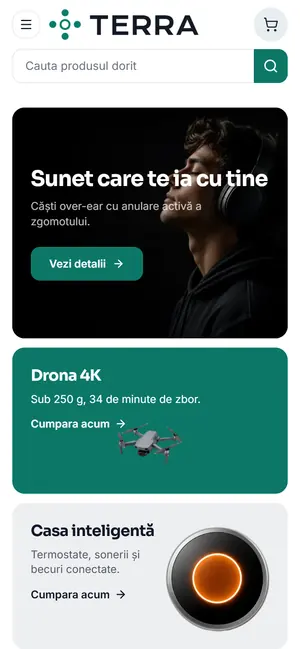 TERRA
Cauta produsul dorit
Sunet care te ia cu tine
Căști over-ear cu anulare activă a
zgomotului.
Vezi detalii
Drona 4K
Sub 250 g, 34 de minute de zbor.
Cumpara acum
Casa inteligentă
Termostate, sonerii și
becuri conectate.
Cumpara acum